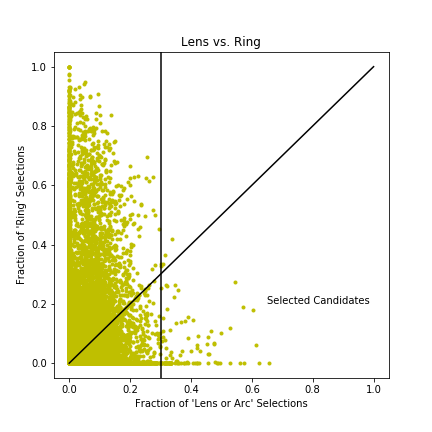 Lens vs. Ring
Fraction of 'Ring' Selections
1.0
0.8
0.6
0.4
0.2
0.0
Selected Candidates
0.0 0.2 0.4 0.6 0.8 1.0
Fraction of 'Lens or Arc' Selections